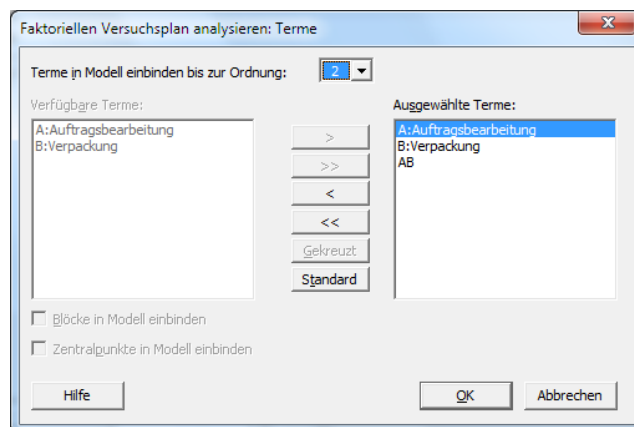 Faktoriellen Versuchsplan analysieren: Terme
Terme in Modell einbinden bis zur Ordnung: 2
Verfügbare Terme:
A:Auftragsbearbeitung
B:Verpackung
>
>>
<
<<
Gekreuzt
Standard
Ausgewählte Terme:
A:Auftragsbearbeitung
B:Verpackung
AB
Blöcke in Modell einbinden
Zentralpunkte in Modell einbinden
Hilfe
OK
Abbrechen